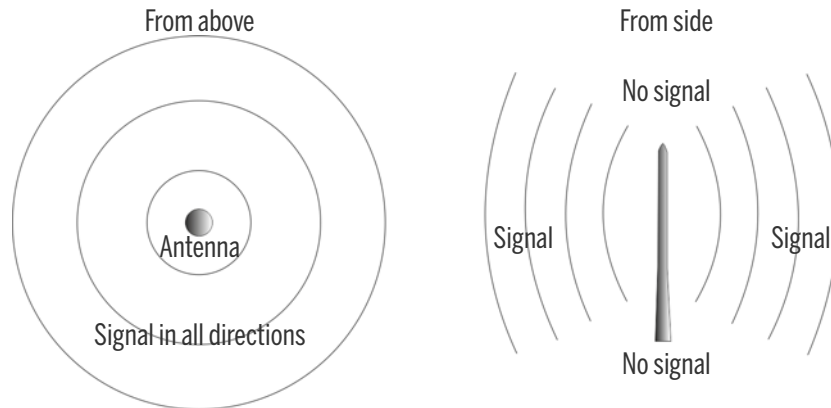 From above
Antenna
Signal in all directions
From side
No signal
Signal
Signal
No signal